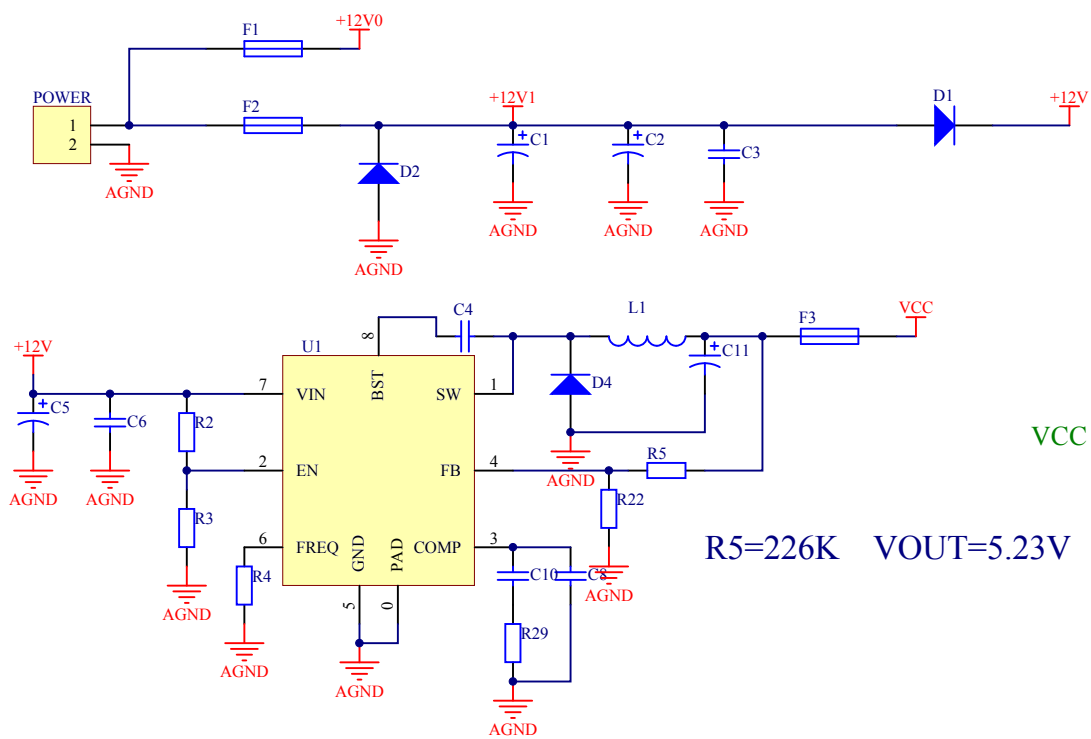 +12V0
F1
POWER
1
2
AGND
F2
+12V1
D1
+12V
D2
C1
C2
C3
AGND
AGND
AGND
AGND
+12V
C5
C6
R2
R3
R4
AGND
AGND
AGND
AGND
U1
8
BST
7
VIN
SW
1
2
EN
FB
4
6
FREQ
GND
PAD
COMP
3
5
0
AGND
C4
L1
F3
VCC
D4
C11
AGND
R5
R22
AGND
C10
C8
R29
AGND
VCC
R5=226K VOUT=5.23V